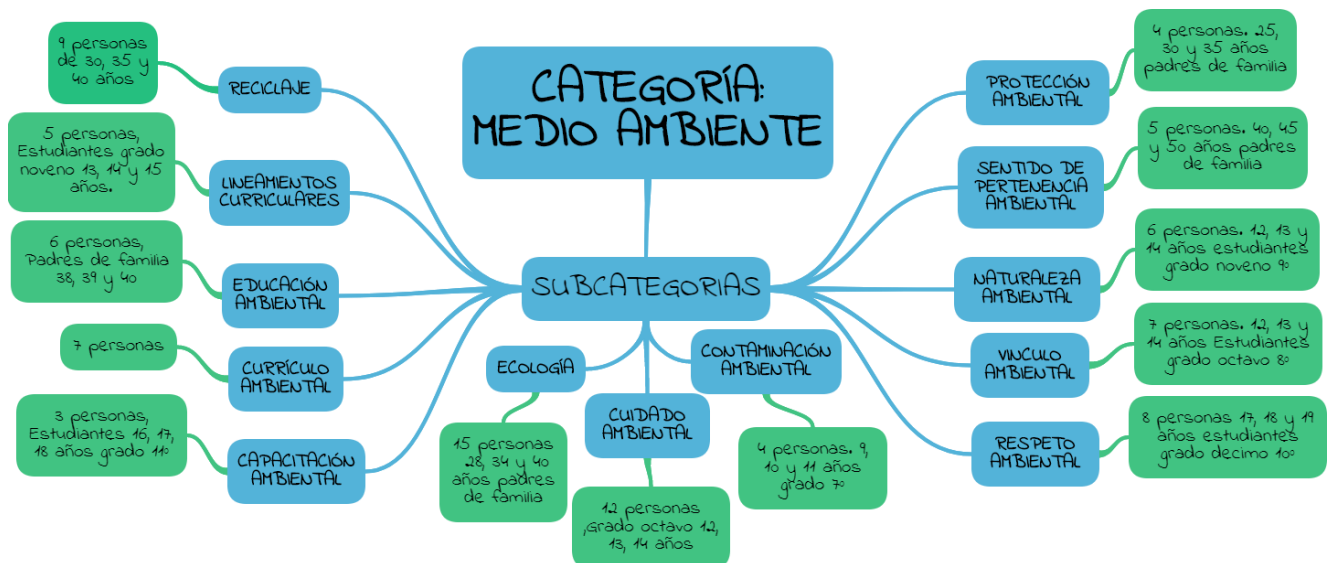 CATEGORÍA:
MEDIO AMBIENTE
SUBCATEGORIAS
9 personas
de 30, 35 y
40 años
RECICLAJE
5 personas,
Estudiantes grado
noveno 13, 14 y 15
años.
LINEAMIENTOS
CURRICULARES
6 personas,
Padres de familia
38, 39 y 40
EDUCACIÓN
AMBIENTAL
7 personas
CURRÍCULO
AMBIENTAL
3 personas,
Estudiantes 16, 17,
18 años grado 11º
CAPACITACIÓN
AMBIENTAL
ECOLOGÍA
15 personas
28, 34 y 40
años padres
de familia
CUIDADO
AMBIENTAL
12 personas
,Grado octavo 12,
13, 14 años
CONTAMINACIÓN
AMBIENTAL
4 personas. 9,
10 y 11 años
grado 7º
PROTECCIÓN
AMBIENTAL
4 personas. 25,
30 y 35 años
padres de familia
SENTIDO DE
PERTENENCIA
AMBIENTAL
5 personas. 40, 45
y 50 años padres
de familia
NATURALEZA
AMBIENTAL
6 personas. 12, 13 y
14 años estudiantes
grado noveno 9º
VINCULO
AMBIENTAL
7 personas. 12, 13 y
14 años Estudiantes
grado octavo 8º
RESPETO
AMBIENTAL
8 personas 17, 18 y 19
años estudiantes
grado decimo 10º